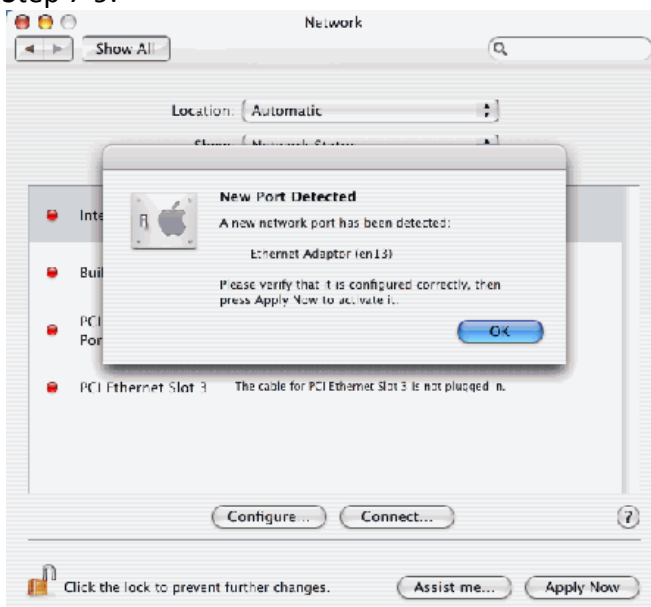 Network
Show All
Location: Automatic
Show: Network Status
New Port Detected
A new network port has been detected:
Ethernet Adaptor (en13)
Please verify that it is configured correctly, then
press Apply Now to activate it.
OK
Inte
Buil
PCI
Por
PCI Ethernet Slot 3 The cable for PCI Ethernet Slot 3 is not plugged in.
Configure... Connect... ?
Click the lock to prevent further changes. Assist me... Apply Now